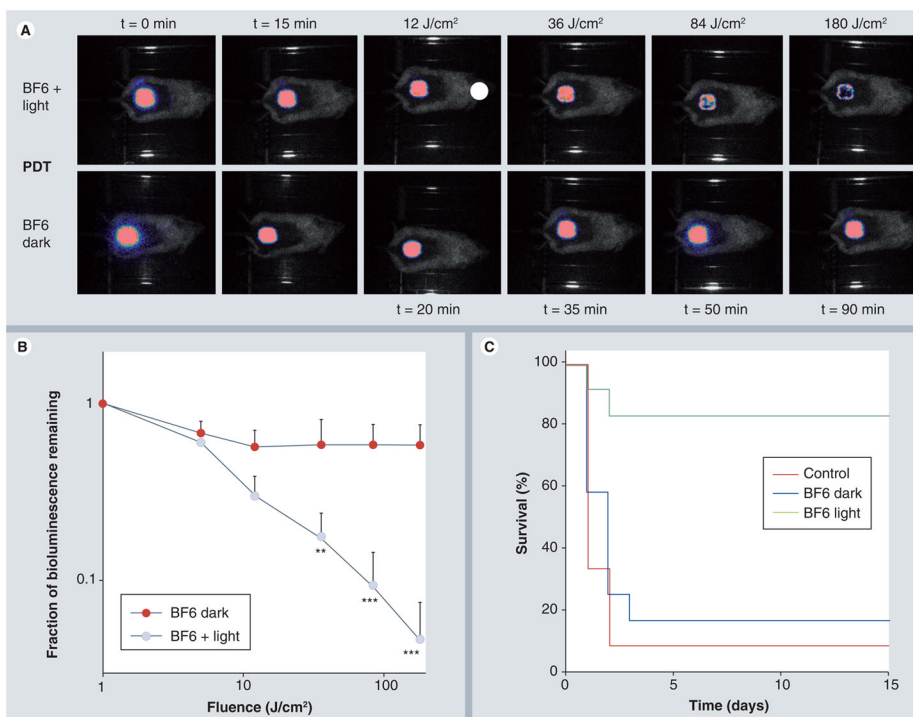 A
t = 0 min
t = 15 min
12 J/cm²
36 J/cm²
84 J/cm²
180 J/cm²
BF6 +
light
PDT
BF6
dark
t = 20 min
t = 35 min
t = 50 min
t = 90 min
B
Fraction of bioluminescence remaining
1
0.1
**
***
***
BF6 dark
BF6 + light
1
10
100
Fluence (J/cm²)
C
Survival (%)
100
80
60
40
20
0
Control
BF6 dark
BF6 light
0
5
10
15
Time (days)